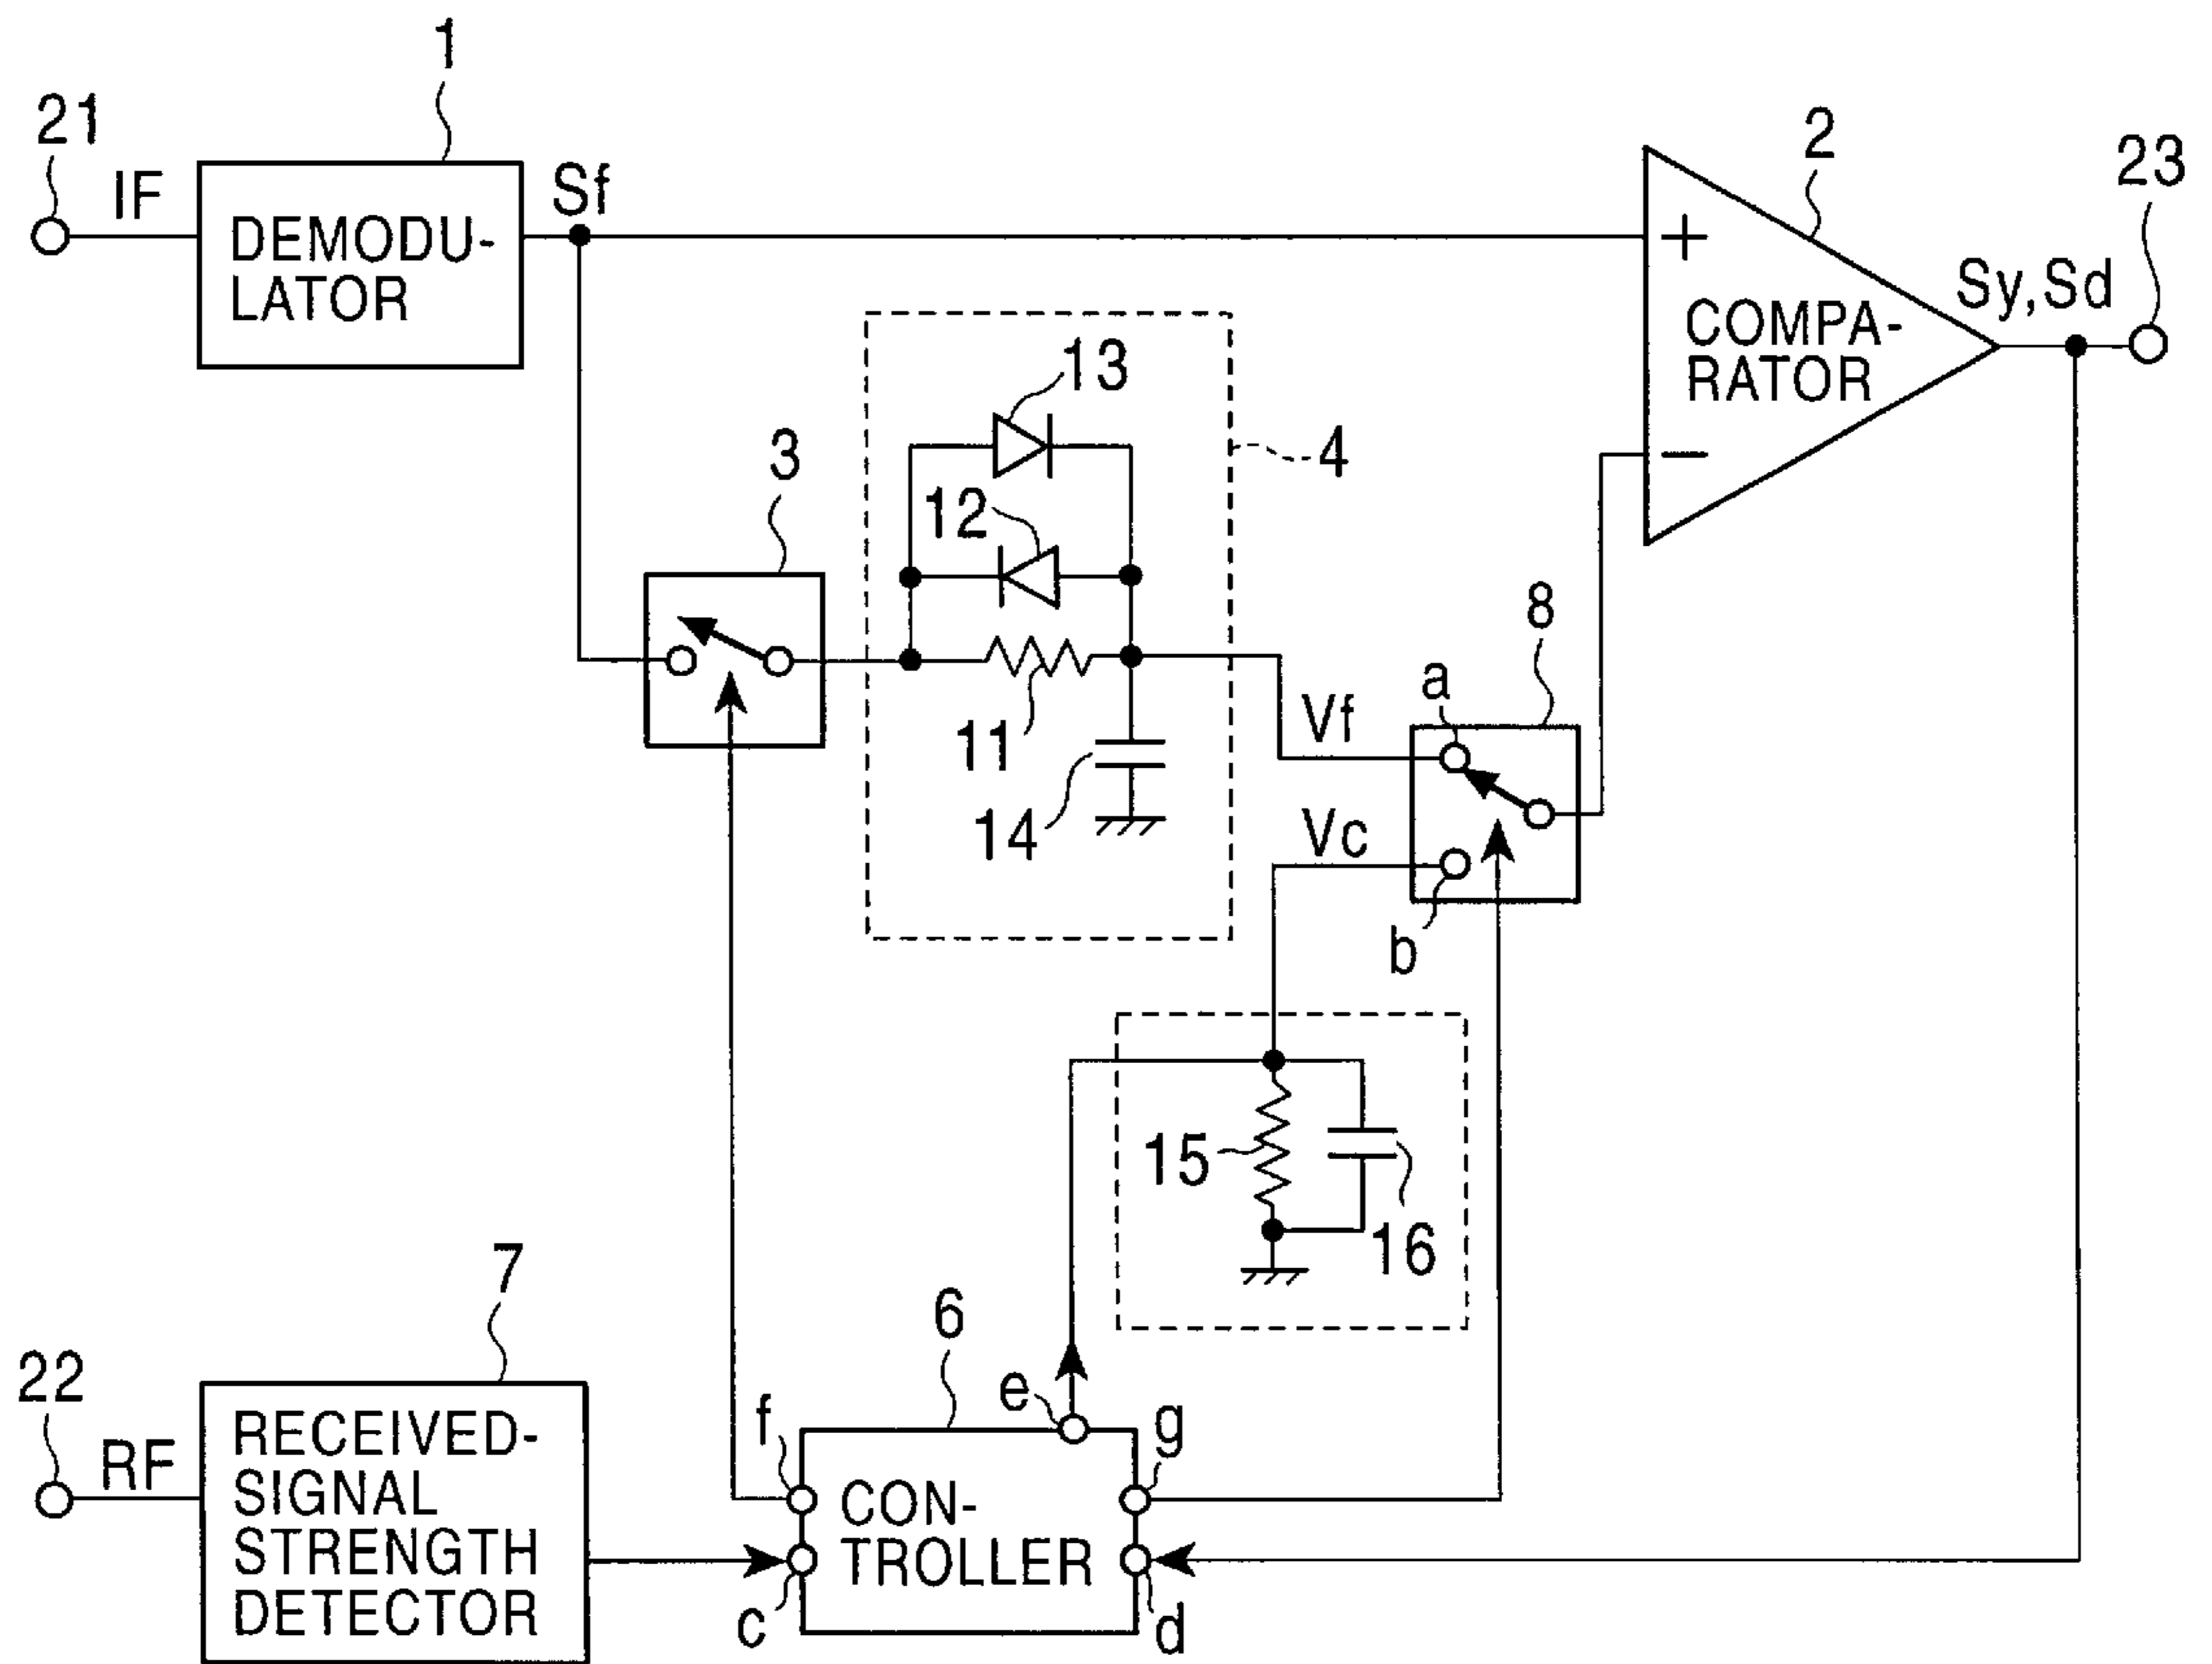 1
21
IF
DEMODU-
LATOR
Sf
2
23
+
−
COMPA-
RATOR
Sy,Sd
13
4
12
3
11
14
8
a
Vf
Vc
b
15
16
7
22
RF
RECEIVED-
SIGNAL
STRENGTH
DETECTOR
6
e
f
g
CON-
TROLLER
c
d